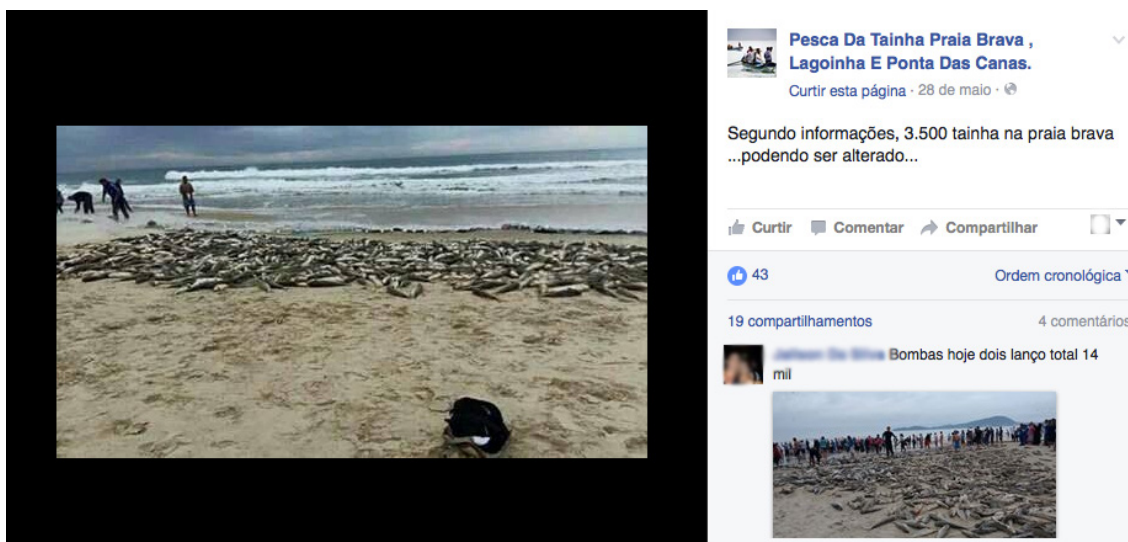 Pesca Da Tainha Praia Brava ,
Lagoinha E Ponta Das Canas.
Curtir esta página · 28 de maio ·
Segundo informações, 3.500 tainha na praia brava
...podendo ser alterado...
Curtir Comentar Compartilhar
43 Ordem cronológica
19 compartilhamentos 4 comentários
Bombas hoje dois lanço total 14
mil